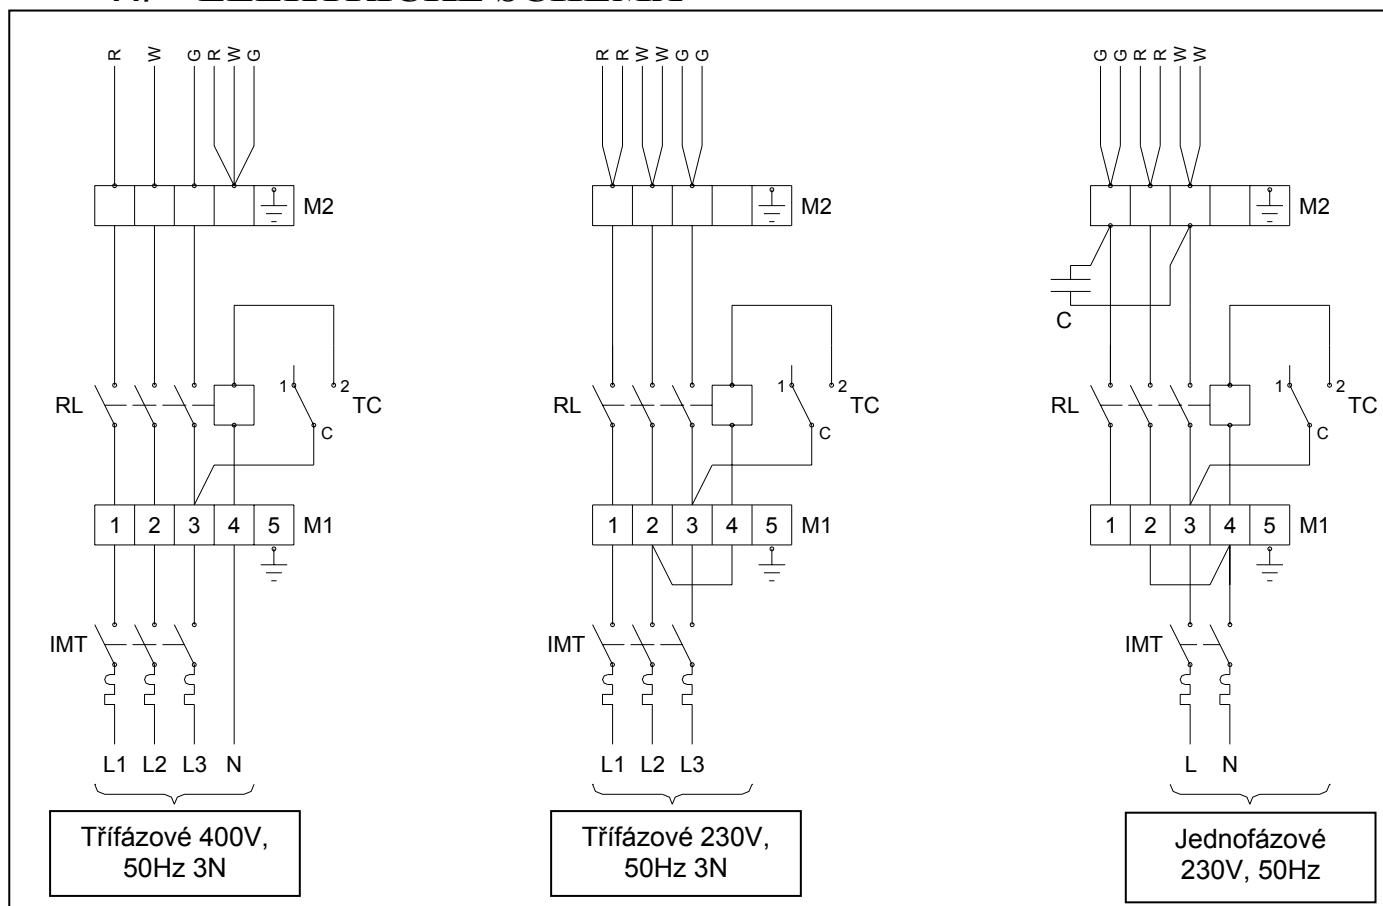 ELEKTRICKÉ SCHÉMA
R W G R W G
R R W W G G
G G R R W W
M2
M2
M2
C
1 2
1 2
1 2
RL TC
RL TC
RL TC
C
C
C
1 2 3 4 5 M1
1 2 3 4 5 M1
1 2 3 4 5 M1
IMT
IMT
IMT
L1 L2 L3 N
L1 L2 L3
L N
Třífázové 400V,
50Hz 3N
Třífázové 230V,
50Hz 3N
Jednofázové
230V, 50Hz